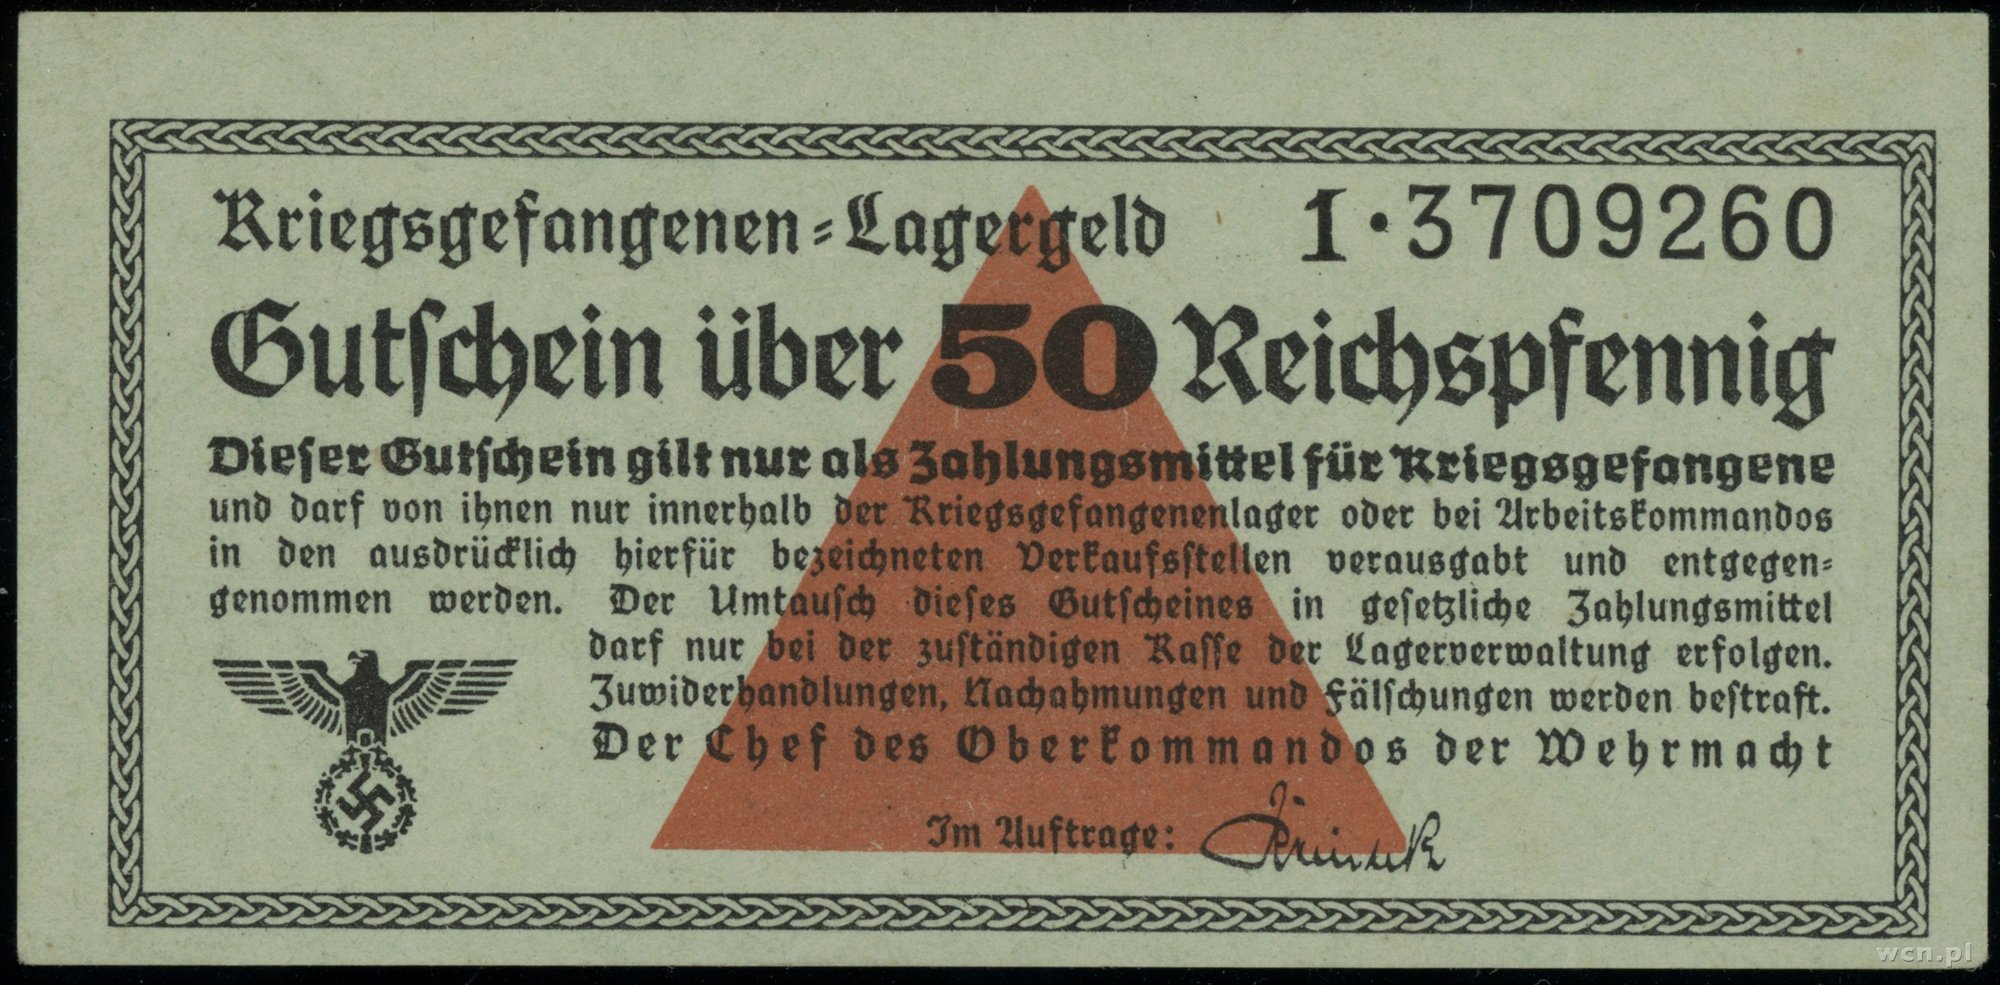 Kriegsgefangenen-Lagergeld 1·3709260
Gutschein über 50 Reichspfennig
Dieser Gutschein gilt nur als Zahlungsmittel für Kriegsgefangene
und darf von ihnen nur innerhalb der Kriegsgefangenenlager oder bei Arbeitskommandos
in den ausdrücklich hierfür bezeichneten Verkaufsstellen verausgabt und entgegen-
genommen werden. Der Umtausch dieses Gutscheines in gesetzliche Zahlungsmittel
darf nur bei der zuständigen Kasse der Lagerverwaltung erfolgen.
Zuwiderhandlungen, Nachahmungen und Fälschungen werden bestraft.
Der Chef des Oberkommandos der Wehrmacht
Im Auftrage:
wcn.pl